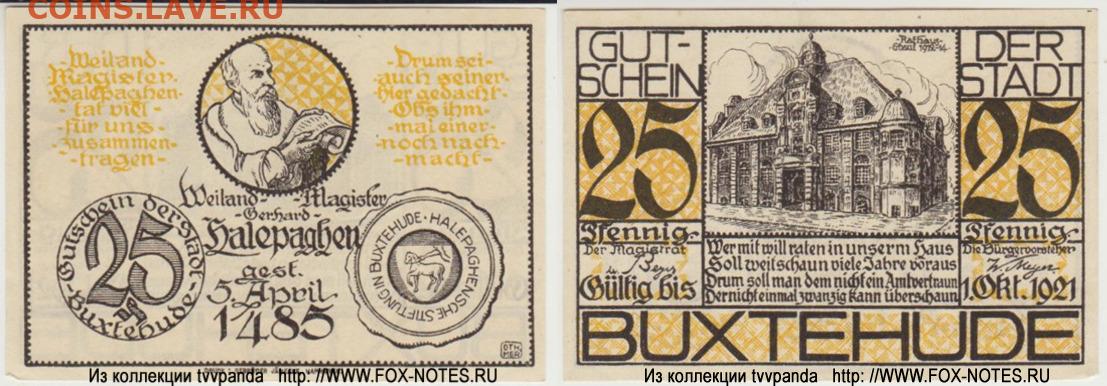 COINS.LAVE.RU
-Weiland-
-Magister-
-Halepaghen-
-tat viel-
-für uns-
-zusammen-
-tragen-
-Drum sei-
-auch seiner-
-hier gedacht-
-Obs ihm-
-mal einer-
-noch nach-
-macht-
Weiland - Magister
-Gerhard-
Halepaghen
gest.
5 April
1485
Gutschein der Stadt
25
Pf
Buxtehude
HALEPAGHENSCHE STIFTUNG IN BUXTEHUDE
OTH
MER
GUT-
SCHEIN
25
Pfennig
Der Magistrat
Gültig bis
-Rathaus-
DER
STADT
25
Pfennig
Die Bürgervorsteher
1. Okt. 1921
Wer mit will raten in unserm Haus
Soll weitschaun viele Jahre voraus
Drum soll man dem nicht ein Amt vertraun
Der nicht einmal zwanzig kann überschaun
BUXTEHUDE
Из коллекции tvvpanda http: //WWW.FOX-NOTES.RU
Из коллекции tvvpanda http: //WWW.FOX-NOTES.RU